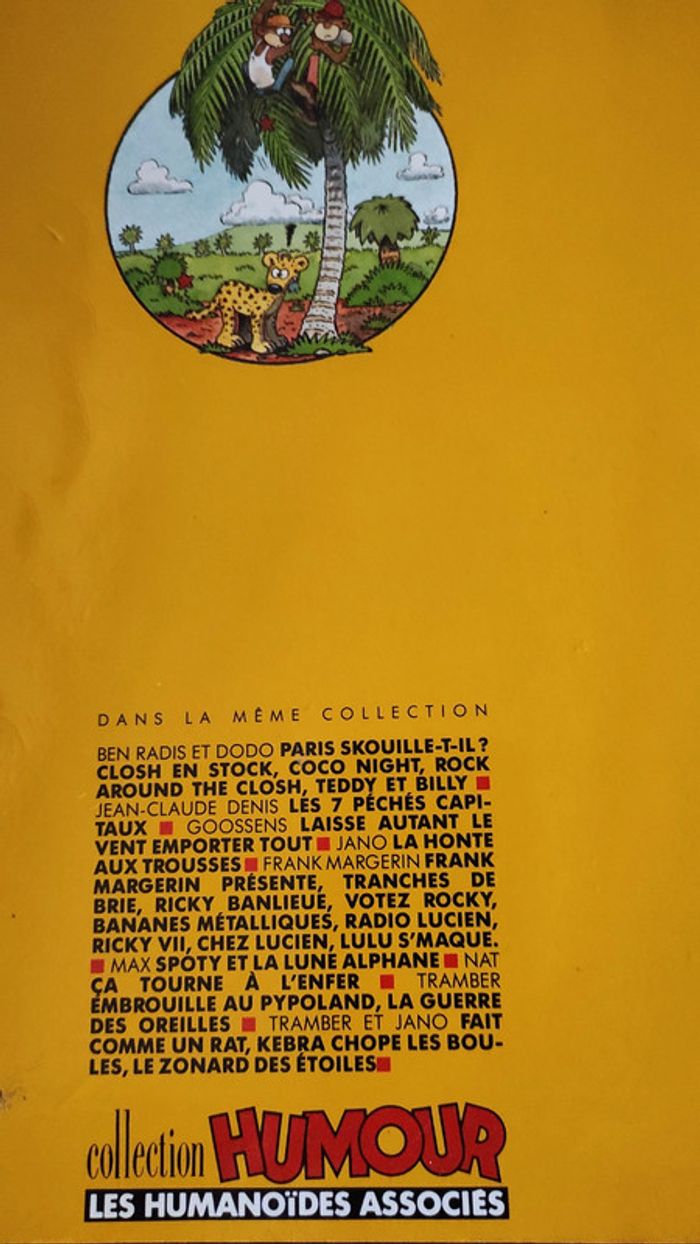 DANS LA MÊME COLLECTION
BEN RADIS ET DODO PARIS SKOUILLE-T-IL?
CLOSH EN STOCK, COCO NIGHT, ROCK
AROUND THE CLOSH, TEDDY ET BILLY ■
JEAN-CLAUDE DENIS LES 7 PÉCHÉS CAPI-
TAUX ■ GOOSSENS LAISSE AUTANT LE
VENT EMPORTER TOUT ■ JANO LA HONTE
AUX TROUSSES ■ FRANK MARGERIN FRANK
MARGERIN PRÉSENTE, TRANCHES DE
BRIE, RICKY BANLIEUE, VOTEZ ROCKY,
BANANES MÉTALLIQUES, RADIO LUCIEN,
RICKY VII, CHEZ LUCIEN, LULU S'MAQUE.
■ MAX SPOTY ET LA LUNE ALPHANE ■ NAT
ÇA TOURNE À L'ENFER ■ TRAMBER
EMBROUILLE AU PYPOLAND, LA GUERRE
DES OREILLES ■ TRAMBER ET JANO FAIT
COMME UN RAT, KEBRA CHOPE LES BOU-
LES, LE ZONARD DES ÉTOILES ■
collection HUMOUR
LES HUMANOÏDES ASSOCIÉS